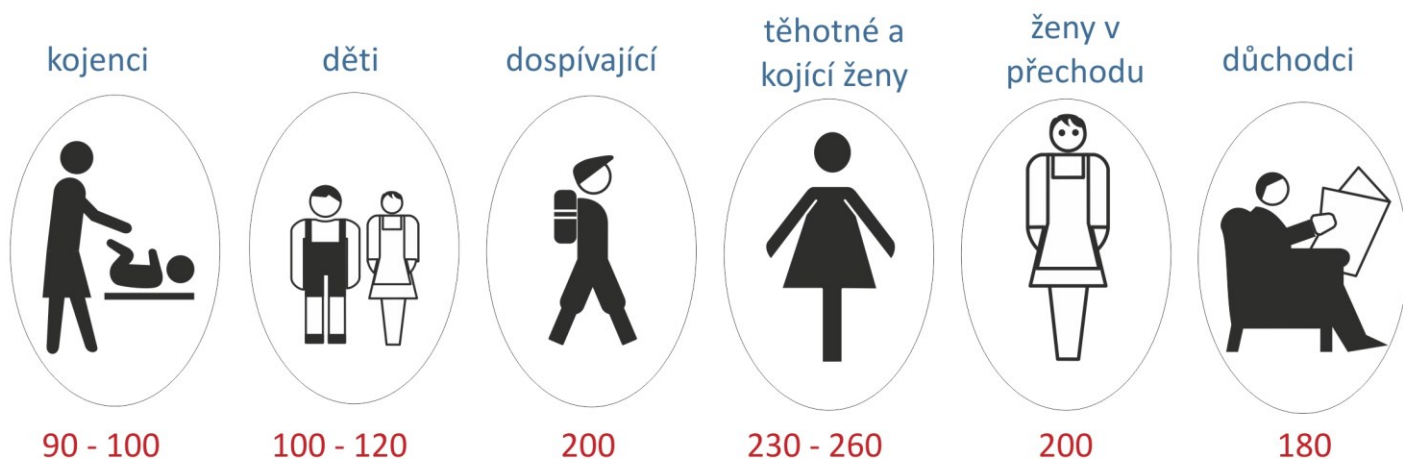 kojenci
děti
dospívající
těhotné a
kojící ženy
ženy v
přechodu
důchodci
90 - 100
100 - 120
200
230 - 260
200
180